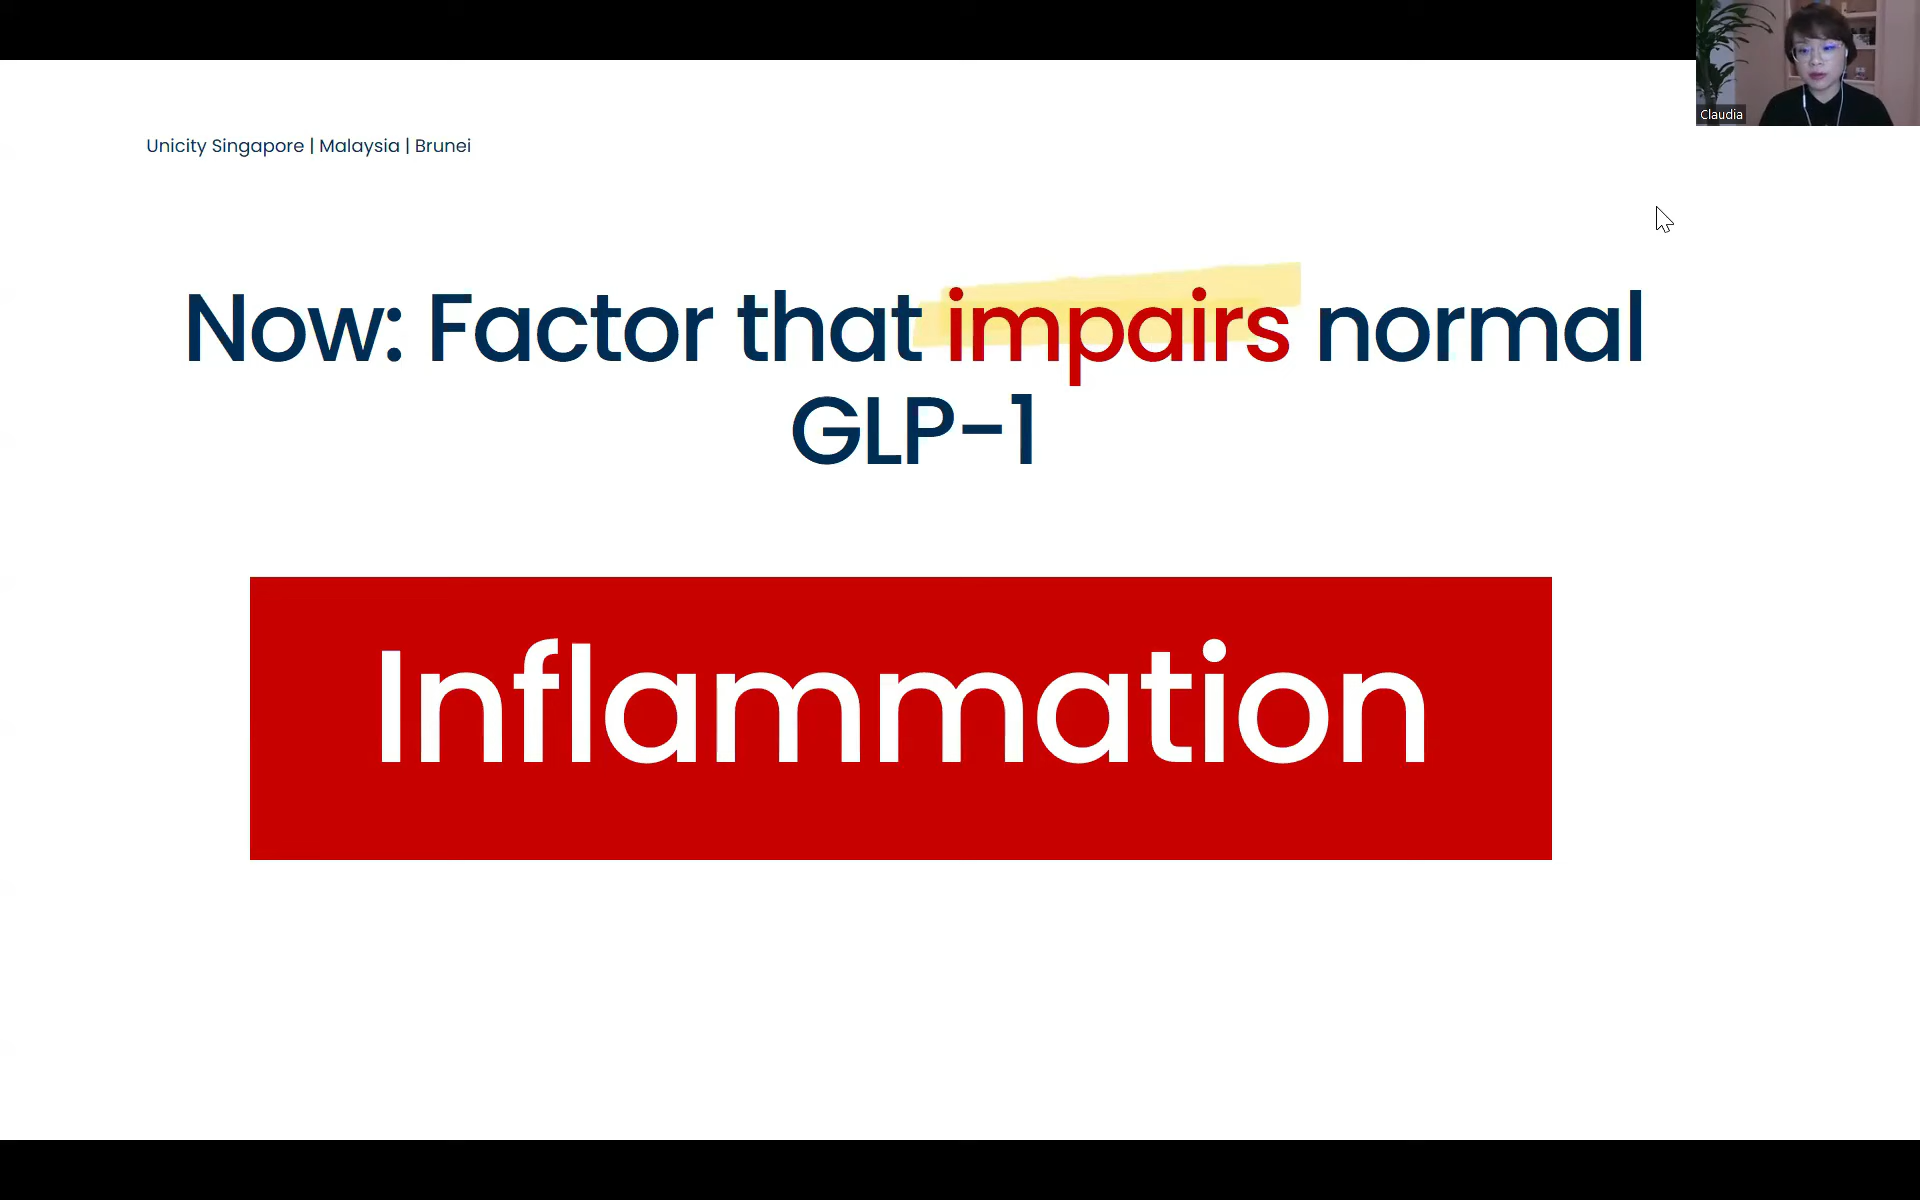 Claudia
Unicity Singapore | Malaysia | Brunei
Now: Factor that impairs normal
GLP-1
Inflammation